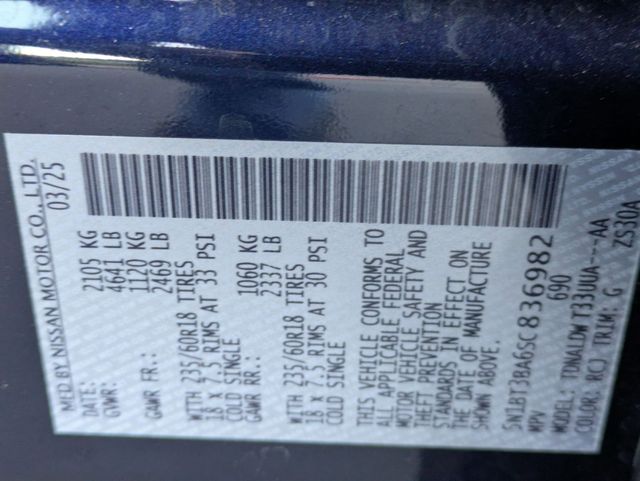 MFD BY NISSAN MOTOR CO., LTD.
DATE: 03/25
GVWR: 2105 KG
4641 LB
GAWR FR.: 1120 KG
2469 LB
WITH 235/60R18 TIRES
18 x 7.5 RIMS AT 33 PSI
COLD SINGLE
GAWR RR.: 1060 KG
2337 LB
WITH 235/60R18 TIRES
18 x 7.5 RIMS AT 30 PSI
COLD SINGLE
THIS VEHICLE CONFORMS TO
ALL APPLICABLE FEDERAL
MOTOR VEHICLE SAFETY AND
THEFT PREVENTION
STANDARDS IN EFFECT ON
THE DATE OF MANUFACTURE
SHOWN ABOVE.
5N1BT3BA6SC836982
MPV 690
MODEL: TDNALDWT33UUA---AA
COLOR: RCJ TRIM: G ZS30A